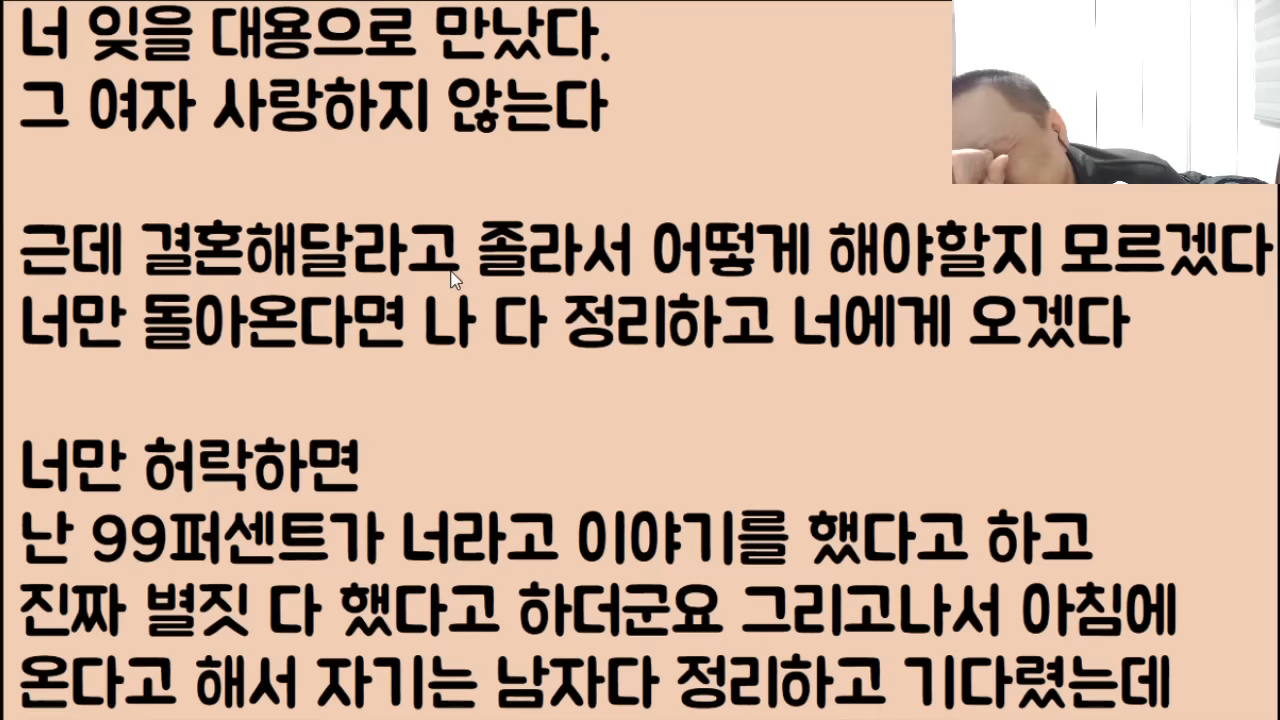 너 잊을 대용으로 만났다.
그 여자 사랑하지 않는다
근데 결혼해달라고 졸라서 어떻게 해야할지 모르겠다
너만 돌아온다면 나 다 정리하고 너에게 오겠다
너만 허락하면
난 99퍼센트가 너라고 이야기를 했다고 하고
진짜 별짓 다 했다고 하더군요 그리고나서 아침에
온다고 해서 자기는 남자다 정리하고 기다렸는데